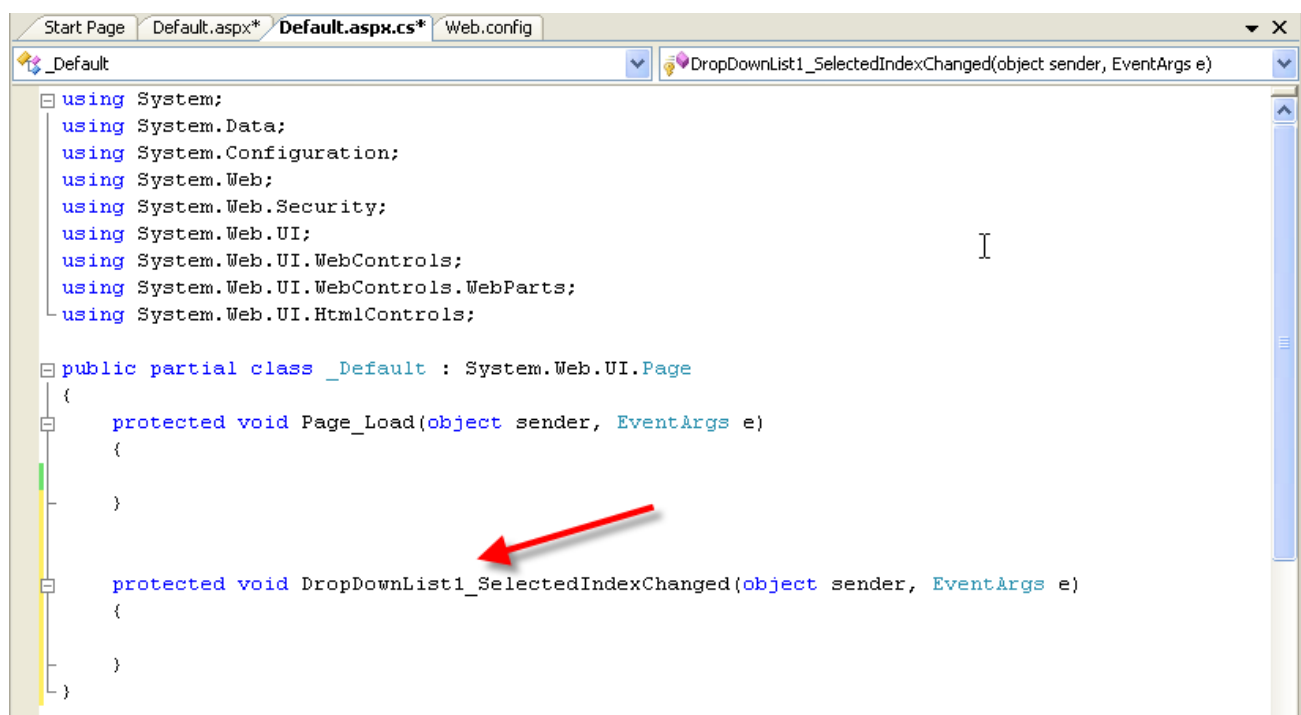 Start Page Default.aspx* Default.aspx.cs* Web.config
_Default DropDownList1_SelectedIndexChanged(object sender, EventArgs e)
using System;
using System.Data;
using System.Configuration;
using System.Web;
using System.Web.Security;
using System.Web.UI;
using System.Web.UI.WebControls;
using System.Web.UI.WebControls.WebParts;
using System.Web.UI.HtmlControls;
public partial class _Default : System.Web.UI.Page
{
protected void Page_Load(object sender, EventArgs e)
{
}
protected void DropDownList1_SelectedIndexChanged(object sender, EventArgs e)
{
}
}